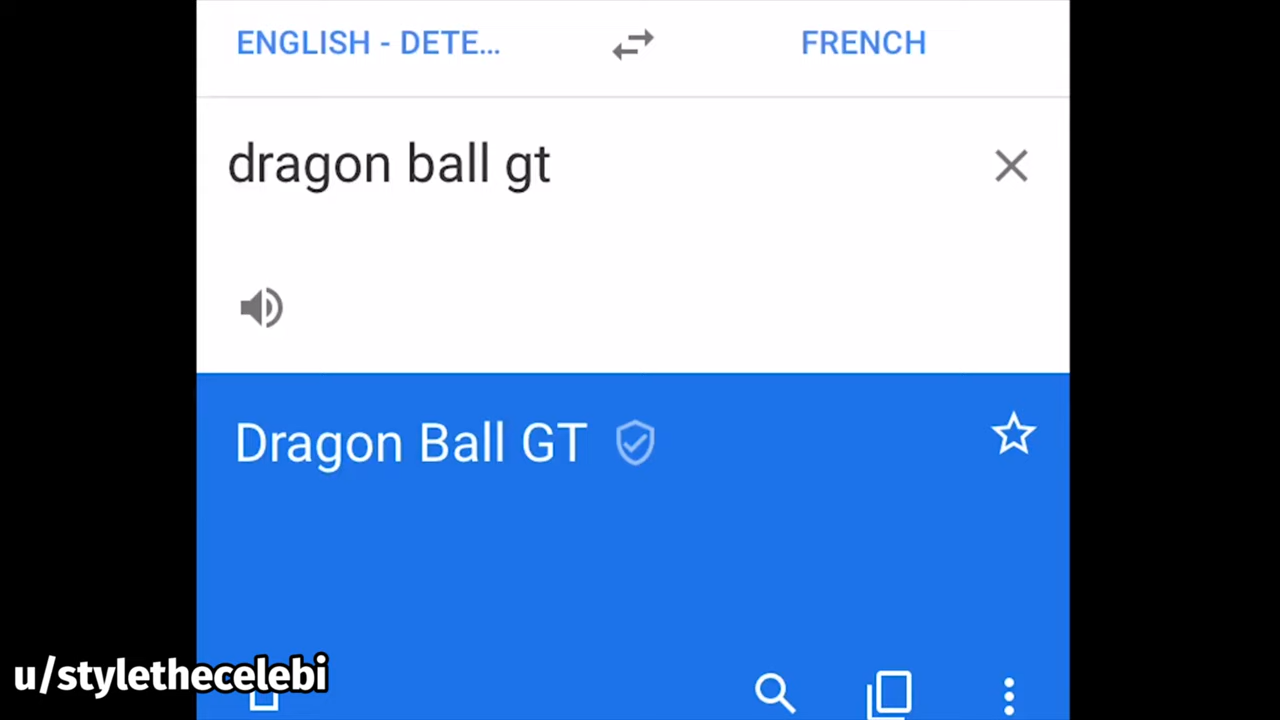 ENGLISH - DETE...
FRENCH
dragon ball gt
Dragon Ball GT
u/stylethecelebi